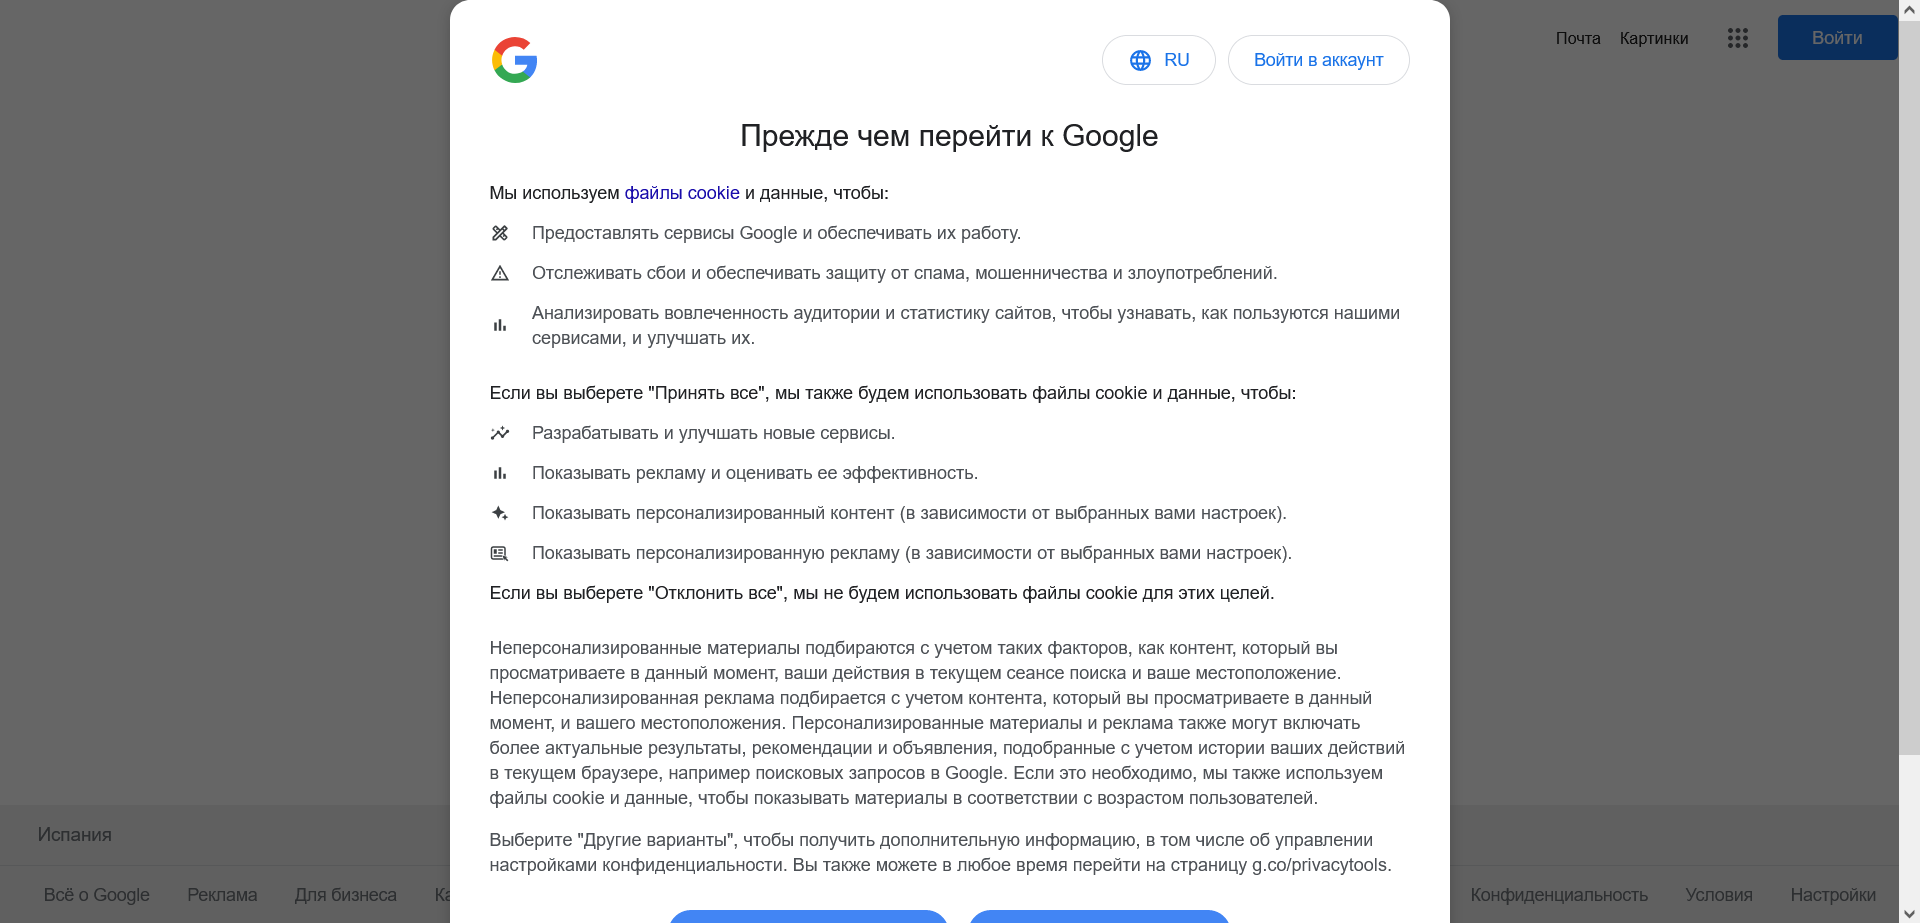 Почта Картинки Войти
RU Войти в аккаунт
Прежде чем перейти к Google
Мы используем файлы cookie и данные, чтобы:
Предоставлять сервисы Google и обеспечивать их работу.
Отслеживать сбои и обеспечивать защиту от спама, мошенничества и злоупотреблений.
Анализировать вовлеченность аудитории и статистику сайтов, чтобы узнавать, как пользуются нашими
сервисами, и улучшать их.
Если вы выберете "Принять все", мы также будем использовать файлы cookie и данные, чтобы:
Разрабатывать и улучшать новые сервисы.
Показывать рекламу и оценивать ее эффективность.
Показывать персонализированный контент (в зависимости от выбранных вами настроек).
Показывать персонализированную рекламу (в зависимости от выбранных вами настроек).
Если вы выберете "Отклонить все", мы не будем использовать файлы cookie для этих целей.
Неперсонализированные материалы подбираются с учетом таких факторов, как контент, который вы
просматриваете в данный момент, ваши действия в текущем сеансе поиска и ваше местоположение.
Неперсонализированная реклама подбирается с учетом контента, который вы просматриваете в данный
момент, и вашего местоположения. Персонализированные материалы и реклама также могут включать
более актуальные результаты, рекомендации и объявления, подобранные с учетом истории ваших действий
в текущем браузере, например поисковых запросов в Google. Если это необходимо, мы также используем
файлы cookie и данные, чтобы показывать материалы в соответствии с возрастом пользователей.
Выберите "Другие варианты", чтобы получить дополнительную информацию, в том числе об управлении
настройками конфиденциальности. Вы также можете в любое время перейти на страницу g.co/privacytools.
Испания
Всё о Google Реклама Для бизнеса Конфиденциальность Условия Настройки